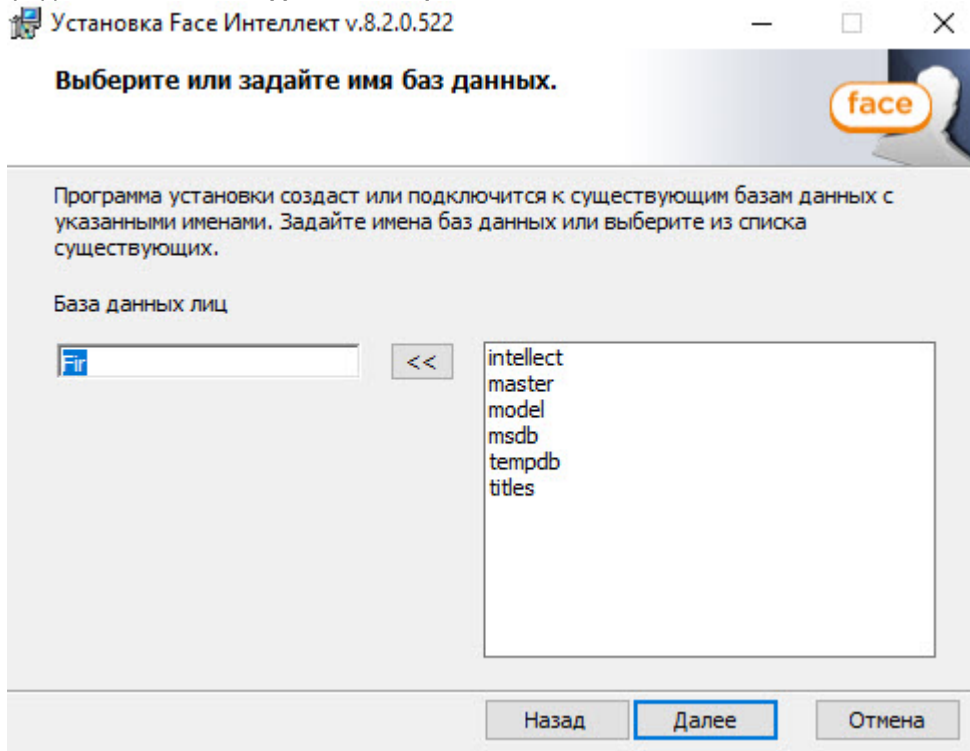 Установка Face Интеллект v.8.2.0.522
Выберите или задайте имя баз данных.
face
Программа установки создаст или подключится к существующим базам данных с
указанными именами. Задайте имена баз данных или выберите из списка
существующих.
База данных лиц
Fir
<<
intellect
master
model
msdb
tempdb
titles
Назад
Далее
Отмена